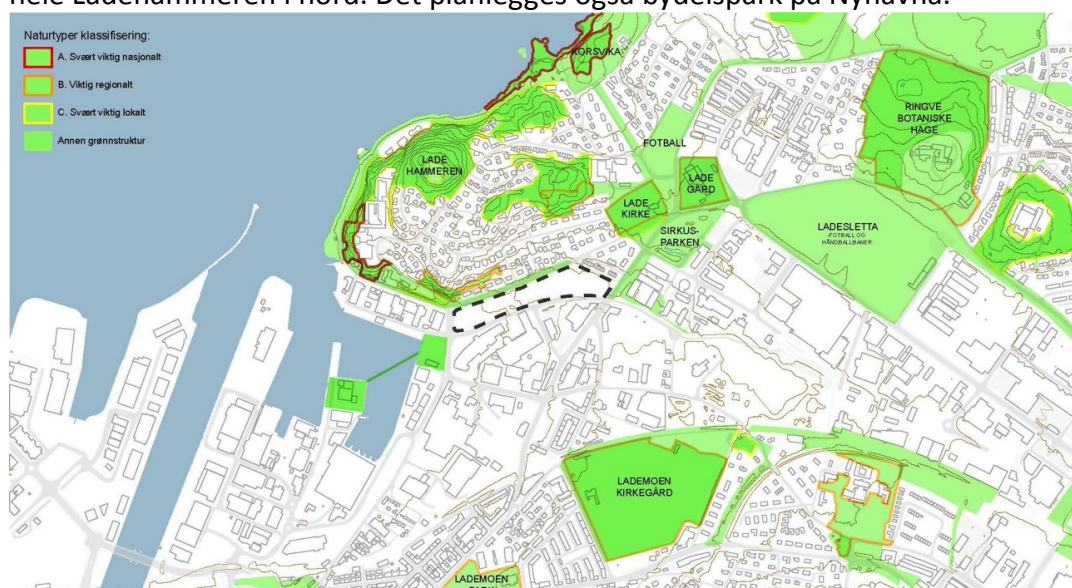 hele Ladehammeren i nord. Det planlegges også bydelspark på Nyhavna.
Naturtyper klassifisering:
A. Svært viktig nasjonalt
B. Viktig regionalt
C. Svært viktig lokalt
Annen grønnstruktur
KORSVIKA
LADE
HAMMEREN
FOTBALL
RINGVE
BOTANISKE
HAGE
LADE
GÅRD
LADE
KIRKE
SIRKUS-
PARKEN
LADESLETTA
-FOTBALL OG
HÅNDBALLBANER
LADEMOEN
KIRKEGÅRD
LADEMOEN
PARK